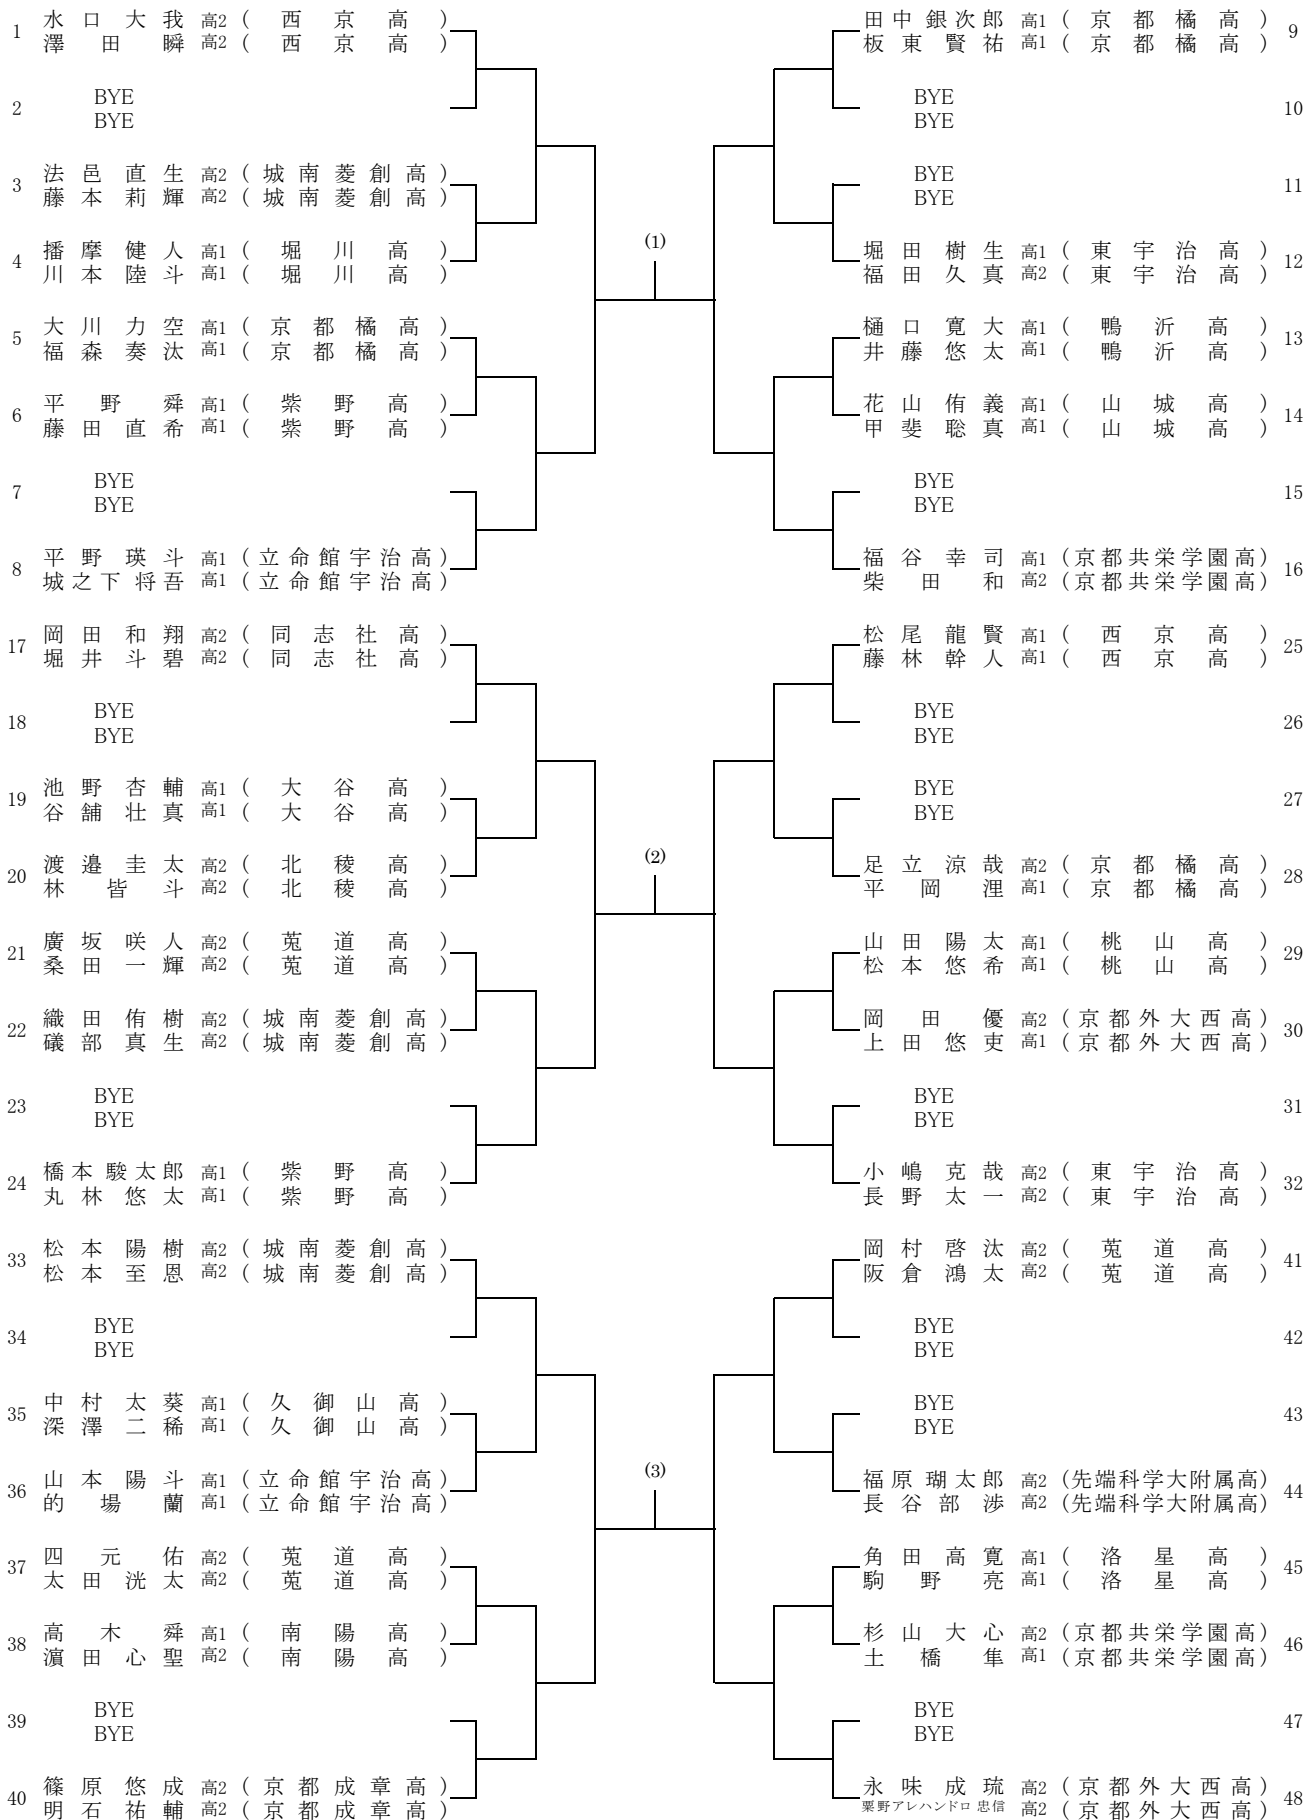 1 水口大我 高2 (西京高)
澤田瞬 高2 (西京高)
2 BYE
BYE
3 法邑直生 高2 (城南菱創高)
藤本莉輝 高2 (城南菱創高)
4 播摩健人 高1 (堀川高)
川本陸斗 高1 (堀川高)
5 大川力空 高1 (京都橘高)
福森奏汰 高1 (京都橘高)
6 平野舜 高1 (紫野高)
藤田直希 高1 (紫野高)
7 BYE
BYE
8 平野瑛斗 高1 (立命館宇治高)
城之下将吾 高1 (立命館宇治高)
(1)
田中銀次郎 高1 (京都橘高) 9
板東賢祐 高1 (京都橘高)
BYE 10
BYE
BYE 11
BYE
堀田樹生 高1 (東宇治高) 12
福田久真 高2 (東宇治高)
樋口寛大 高1 (鴨沂高) 13
井藤悠太 高1 (鴨沂高)
花山侑義 高1 (山城高) 14
甲斐聡真 高1 (山城高)
BYE 15
BYE
福谷幸司 高1 (京都共栄学園高) 16
柴田和 高2 (京都共栄学園高)
17 岡田和翔 高2 (同志社高)
堀井斗碧 高2 (同志社高)
18 BYE
BYE
19 池野杏輔 高1 (大谷高)
谷舗壮真 高1 (大谷高)
20 渡邉圭太 高2 (北稜高)
林皆斗 高2 (北稜高)
21 廣坂咲人 高2 (莵道高)
桑田一輝 高2 (莵道高)
22 織田侑樹 高2 (城南菱創高)
礒部真生 高2 (城南菱創高)
23 BYE
BYE
24 橋本駿太郎 高1 (紫野高)
丸林悠太 高1 (紫野高)
(2)
松尾龍賢 高1 (西京高) 25
藤林幹人 高1 (西京高)
BYE 26
BYE
BYE 27
BYE
足立涼哉 高2 (京都橘高) 28
平岡浬 高1 (京都橘高)
山田陽太 高1 (桃山高) 29
松本悠希 高1 (桃山高)
岡田優 高2 (京都外大西高) 30
上田悠吏 高1 (京都外大西高)
BYE 31
BYE
小嶋克哉 高2 (東宇治高) 32
長野太一 高2 (東宇治高)
33 松本陽樹 高2 (城南菱創高)
松本至恩 高2 (城南菱創高)
34 BYE
BYE
35 中村太葵 高1 (久御山高)
深澤二稀 高1 (久御山高)
36 山本陽斗 高1 (立命館宇治高)
的場蘭 高1 (立命館宇治高)
37 四元佑 高2 (莵道高)
太田洸太 高2 (莵道高)
38 高木舜 高1 (南陽高)
濵田心聖 高2 (南陽高)
39 BYE
BYE
40 篠原悠成 高2 (京都成章高)
明石祐輔 高2 (京都成章高)
(3)
岡村啓汰 高2 (莵道高) 41
阪倉鴻太 高2 (莵道高)
BYE 42
BYE
BYE 43
BYE
福原瑚太郎 高2 (先端科学大附属高) 44
長谷部渉 高2 (先端科学大附属高)
角田高寛 高1 (洛星高) 45
駒野亮 高1 (洛星高)
杉山大心 高2 (京都共栄学園高) 46
土橋隼 高1 (京都共栄学園高)
BYE 47
BYE
永味成琉 高2 (京都外大西高) 48
栗野アレハンドロ忠信 高2 (京都外大西高)